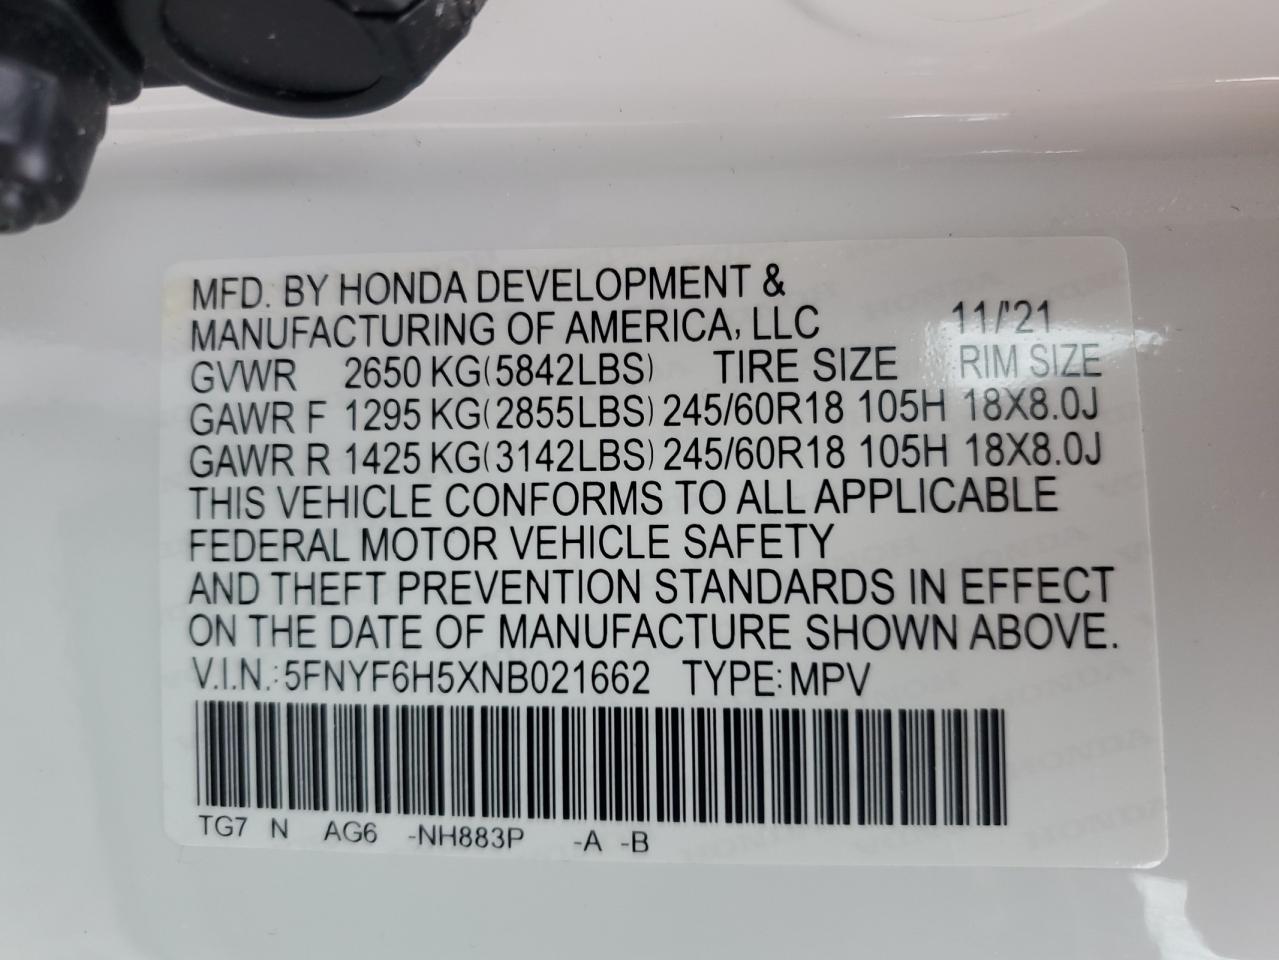 MFD. BY HONDA DEVELOPMENT &
MANUFACTURING OF AMERICA, LLC 11/'21
GVWR 2650 KG(5842LBS) TIRE SIZE RIM SIZE
GAWR F 1295 KG(2855LBS) 245/60R18 105H 18X8.0J
GAWR R 1425 KG(3142LBS) 245/60R18 105H 18X8.0J
THIS VEHICLE CONFORMS TO ALL APPLICABLE
FEDERAL MOTOR VEHICLE SAFETY
AND THEFT PREVENTION STANDARDS IN EFFECT
ON THE DATE OF MANUFACTURE SHOWN ABOVE.
V.I.N.: 5FNYF6H5XNB021662 TYPE: MPV
TG7 N AG6 -NH883P -A -B